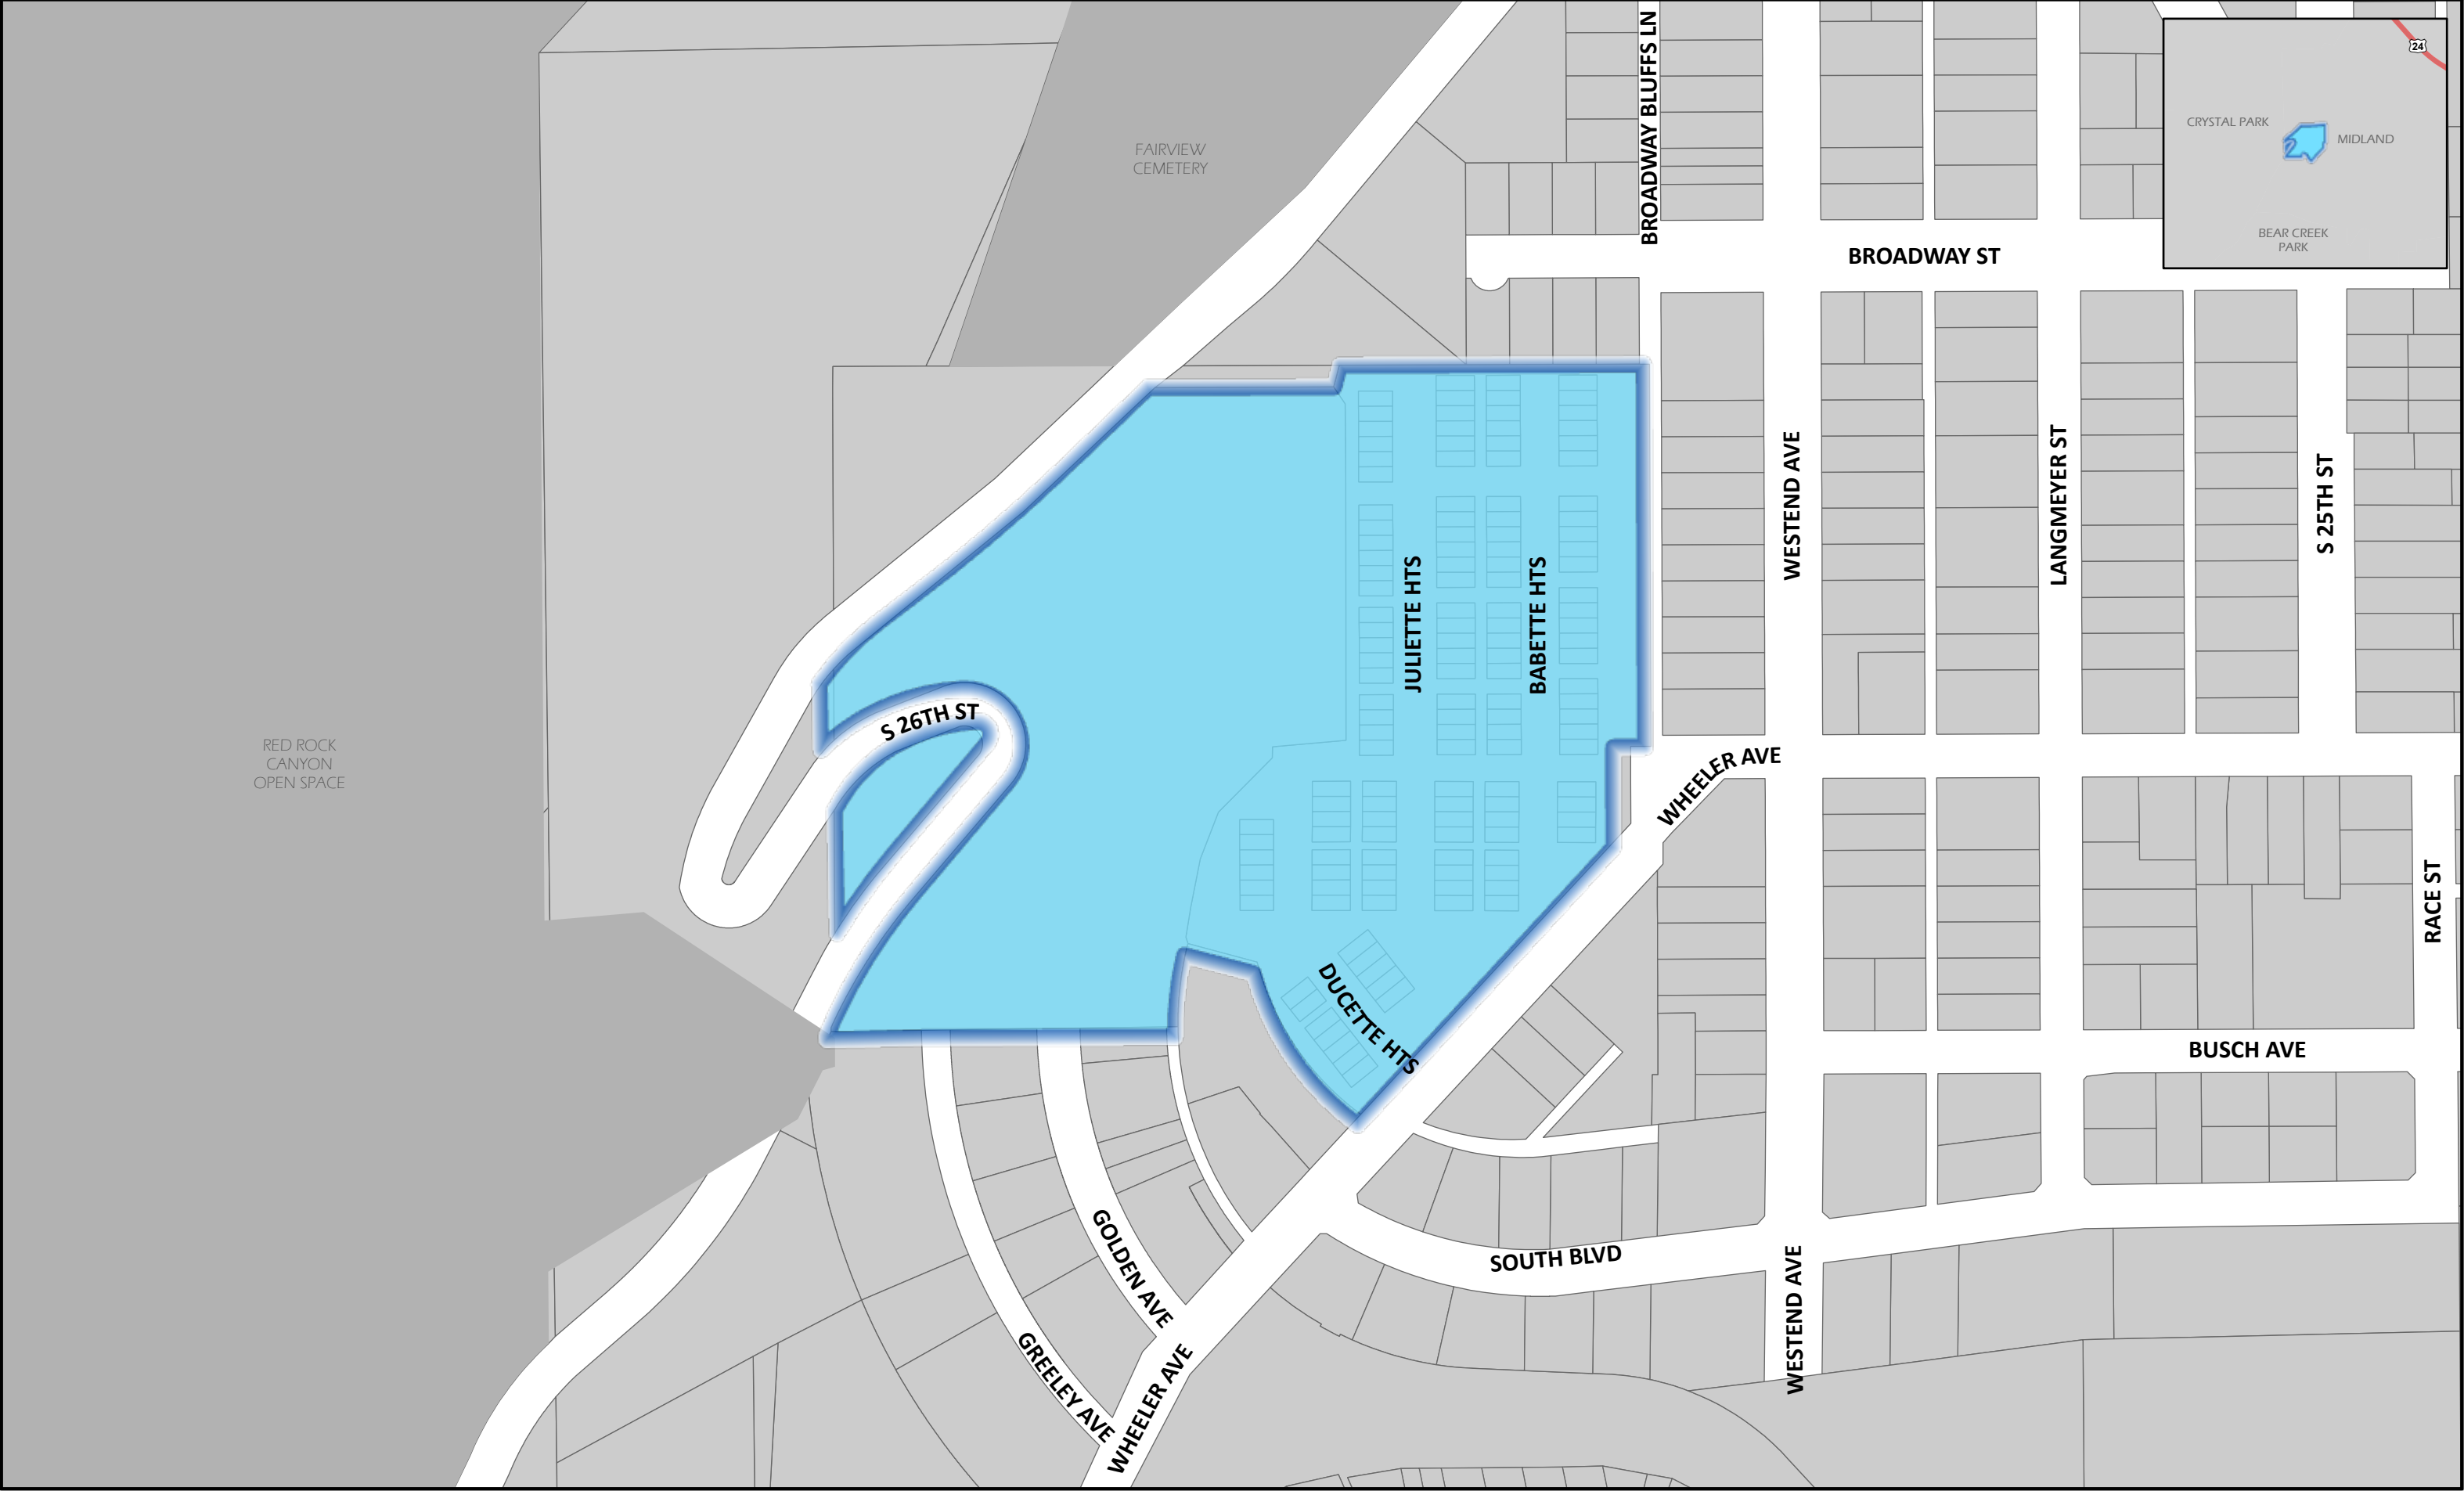 BROADWAY BLUFFS LN
24
CRYSTAL PARK
MIDLAND
BEAR CREEK
PARK
FAIRVIEW
CEMETERY
BROADWAY ST
WESTEND AVE
LANGMEYER ST
S 25TH ST
JULIETTE HTS
BABETTE HTS
S 26TH ST
RED ROCK
CANYON
OPEN SPACE
WHEELER AVE
RACE ST
DUCETTE HTS
BUSCH AVE
SOUTH BLVD
GOLDEN AVE
WESTEND AVE
GREELEY AVE
WHEELER AVE